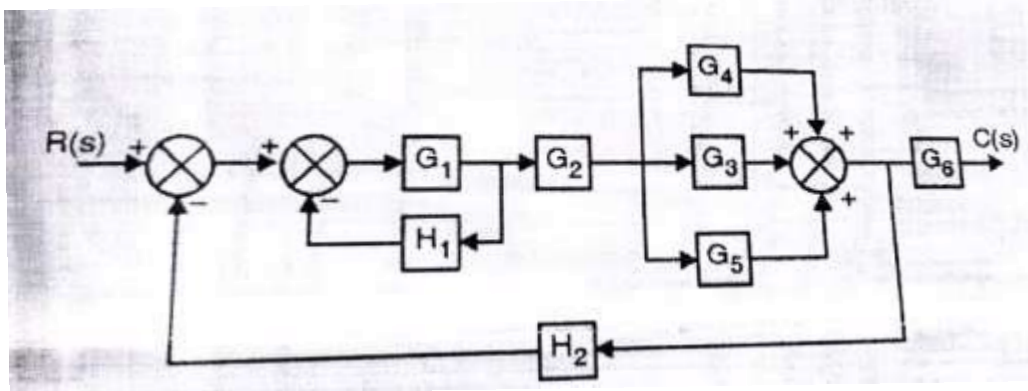 G4
R(s) + + G1 G2 G3 + + G6 C(s)
− − H1 G5 +
H2